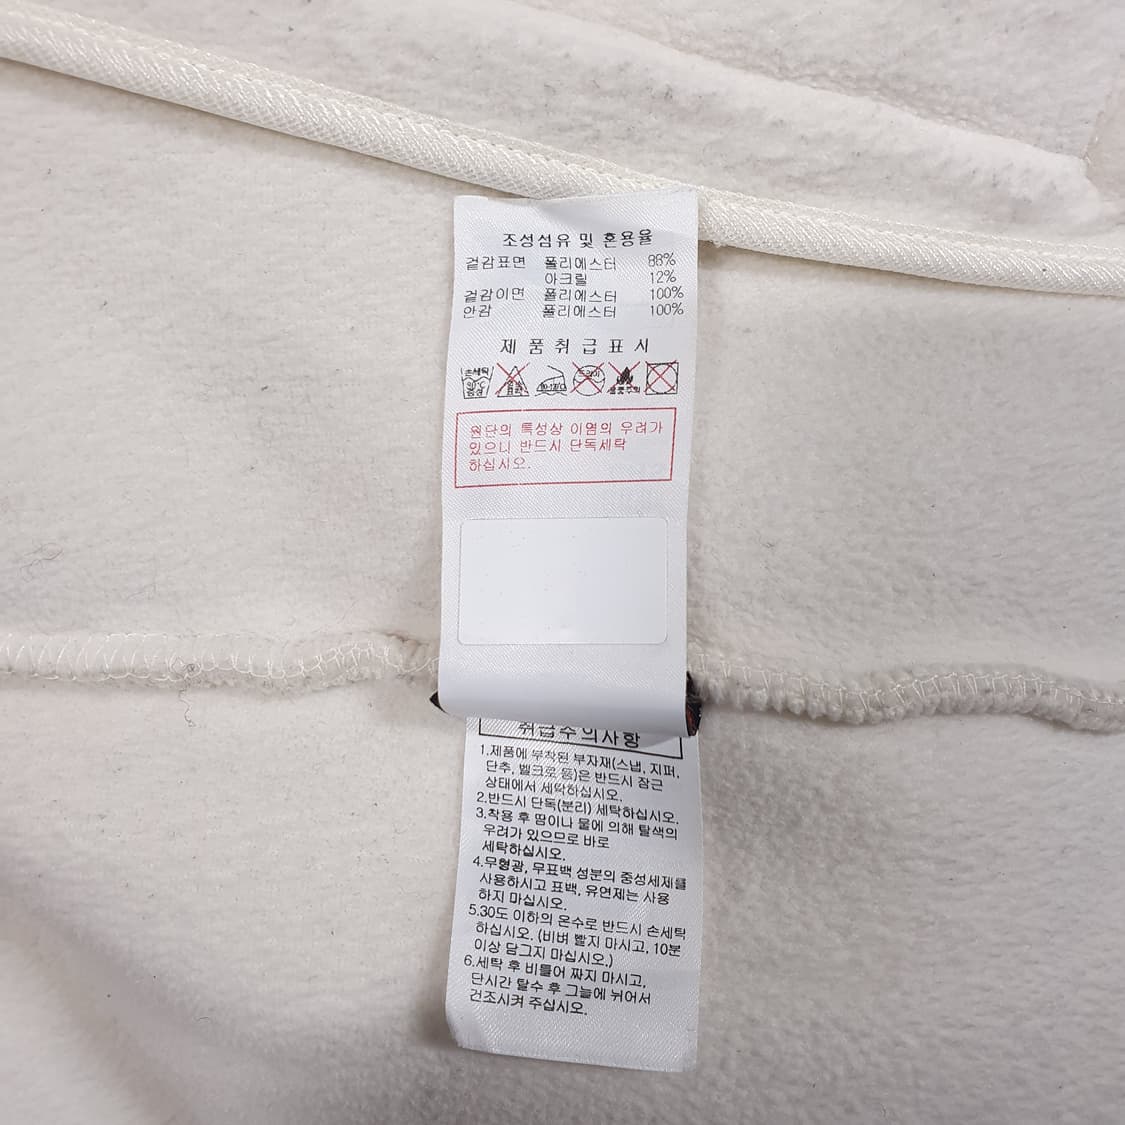 조성섬유 및 혼용율
겉감표면 폴리에스터 88%
아크릴 12%
겉감이면 폴리에스터 100%
안감 폴리에스터 100%
제 품 취 급 표 시
손세탁 드라이
30℃
중성
원단의 특성상 이염의 우려가
있으니 반드시 단독세탁
하십시오.
취급주의사항
1.제품에 부착된 부자재(스냅, 지퍼,
단추, 벨크로 등)은 반드시 잠근
상태에서 세탁하십시오.
2.반드시 단독(분리) 세탁하십시오.
3.착용 후 땀이나 물에 의해 탈색의
우려가 있으므로 바로
세탁하십시오.
4.무형광, 무표백 성분의 중성세제를
사용하시고 표백, 유연제는 사용
하지 마십시오.
5.30도 이하의 온수로 반드시 손세탁
하십시오. (비벼 빨지 마시고, 10분
이상 담그지 마십시오.)
6.세탁 후 비틀어 짜지 마시고,
단시간 탈수 후 그늘에 뉘어서
건조시켜 주십시오.